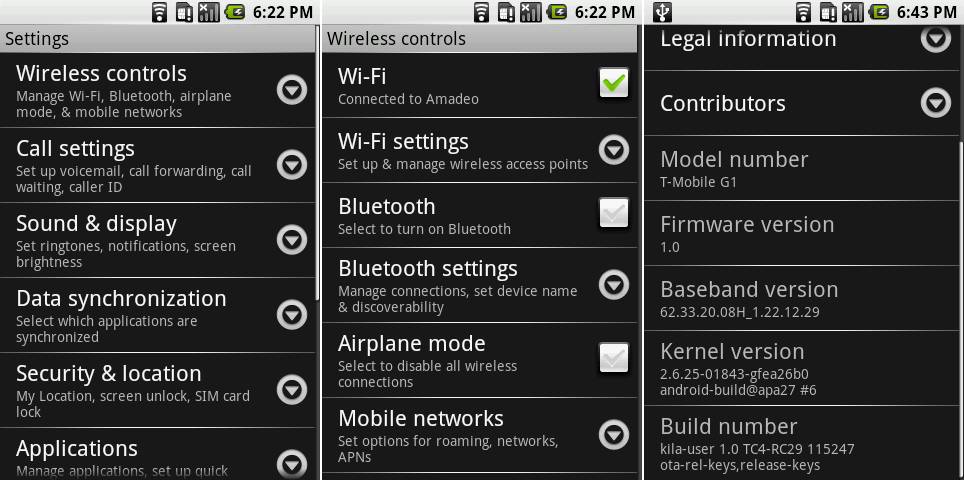 6:22 PM
Settings
Wireless controls
Manage Wi-Fi, Bluetooth, airplane
mode, & mobile networks
Call settings
Set up voicemail, call forwarding, call
waiting, caller ID
Sound & display
Set ringtones, notifications, screen
brightness
Data synchronization
Select which applications are
synchronized
Security & location
My Location, screen unlock, SIM card
lock
Applications
Manage applications, set up quick
6:22 PM
Wireless controls
Wi-Fi
Connected to Amadeo
Wi-Fi settings
Set up & manage wireless access points
Bluetooth
Select to turn on Bluetooth
Bluetooth settings
Manage connections, set device name
& discoverability
Airplane mode
Select to disable all wireless
connections
Mobile networks
Set options for roaming, networks,
APNs
6:43 PM
Legal information
Contributors
Model number
T-Mobile G1
Firmware version
1.0
Baseband version
62.33.20.08H_1.22.12.29
Kernel version
2.6.25-01843-gfea26b0
android-build@apa27 #6
Build number
kila-user 1.0 TC4-RC29 115247
ota-rel-keys,release-keys